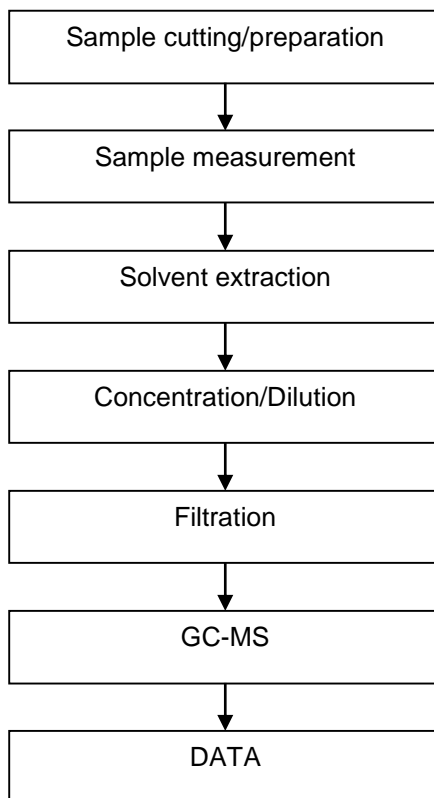 Sample cutting/preparation
Sample measurement
Solvent extraction
Concentration/Dilution
Filtration
GC-MS
DATA